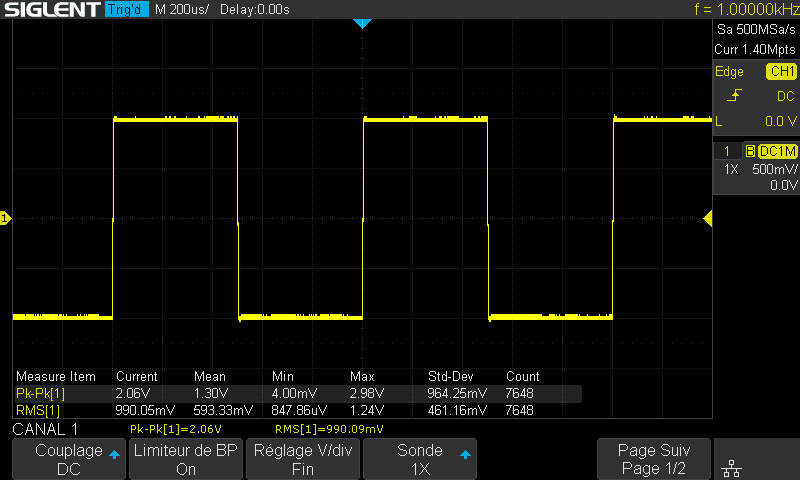 SIGLENT Trig'd M 200us/ Delay:0.00s f = 1.00000kHz
Sa 500MSa/s
Curr 1.40Mpts
Edge CH1
DC
L 0.0 V
1 B DC1M
1X 500mV/
0.0V
1
Measure Item Current Mean Min Max Std-Dev Count
Pk-Pk[1] 2.06V 1.30V 4.00mV 2.98V 964.25mV 7648
RMS[1] 990.05mV 593.33mV 847.86uV 1.24V 461.16mV 7648
CANAL 1 Pk-Pk[1]=2.06V RMS[1]=990.09mV
Couplage Limiteur de BP Réglage V/div Sonde Page Suiv
DC On Fin 1X Page 1/2